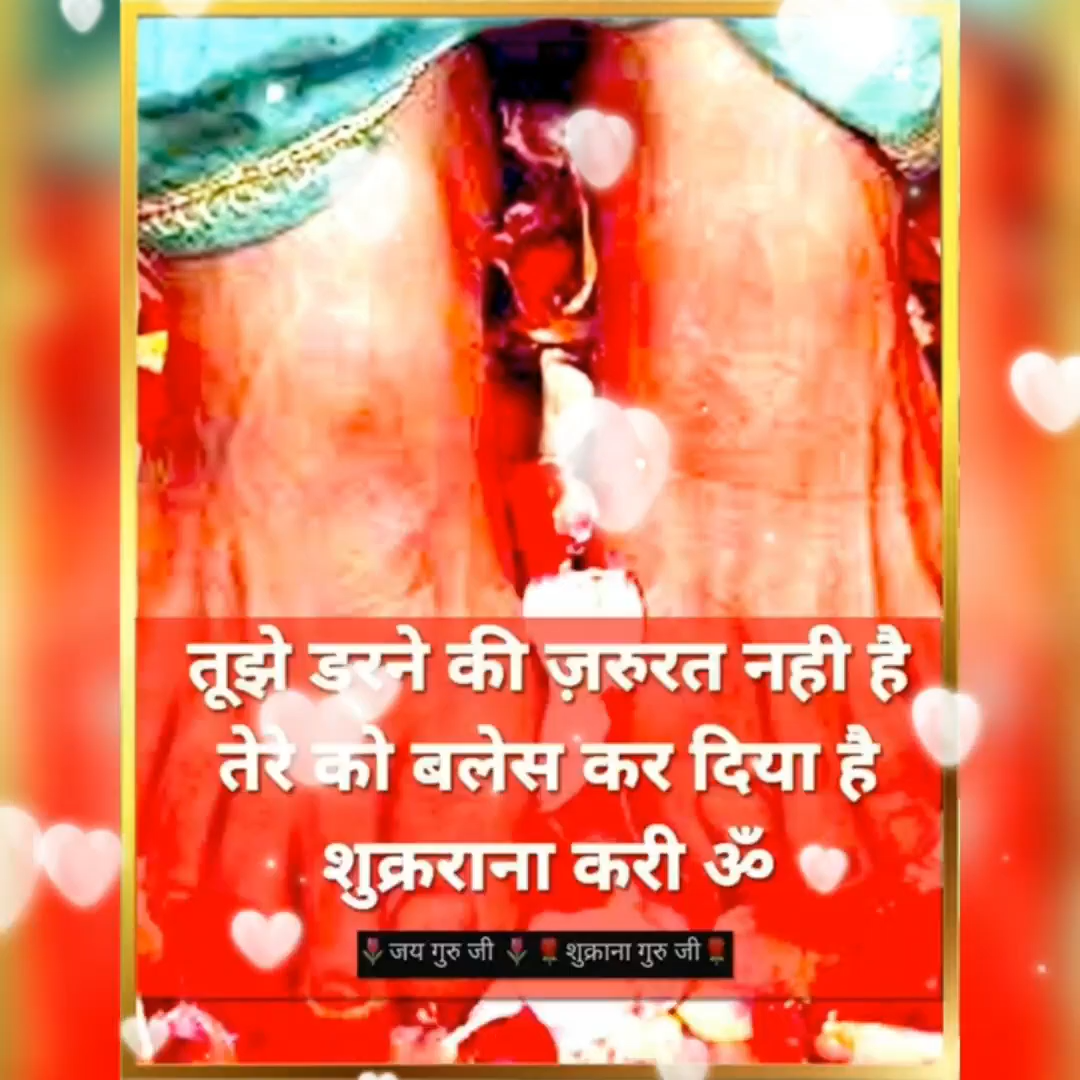 तूझे डरने की ज़रुरत नही है
तेरे को बलेस कर दिया है
शुक्रराना करी ॐ
🌷जय गुरु जी 🌷🌹शुक्राना गुरु जी🌹